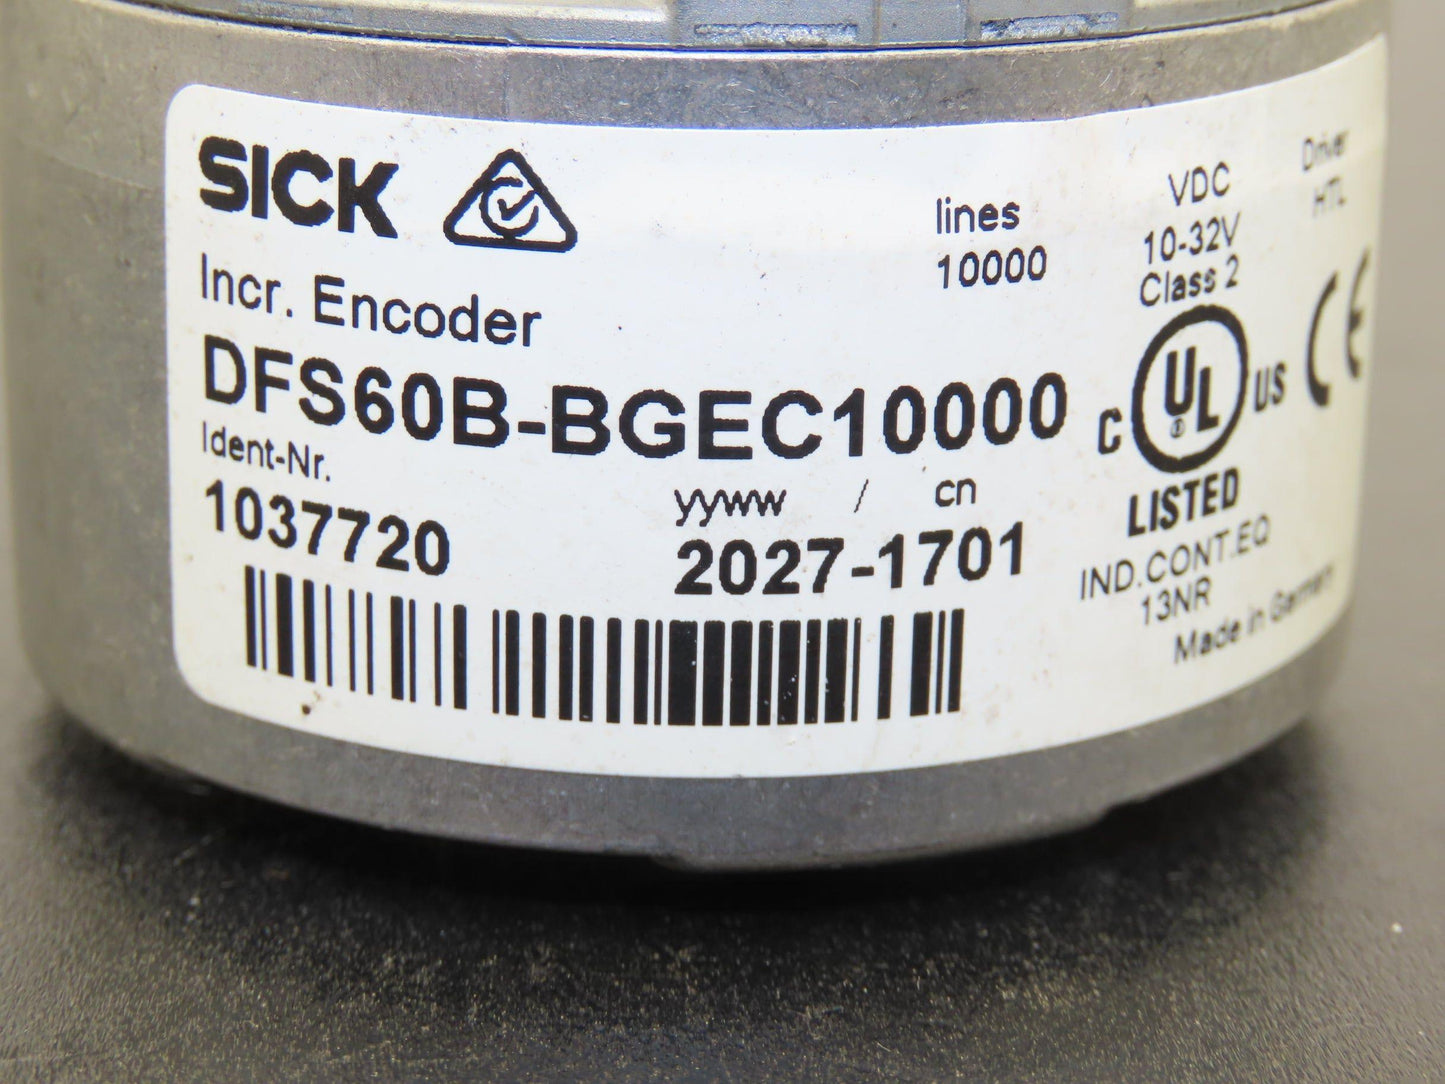 SICK
Incr. Encoder
DFS60B-BGEC10000
Ident-Nr.
1037720
yyww / cn
2027-1701
lines
10000
VDC
10-32V
Class 2
Driver
HTL
C UL US
LISTED
IND.CONT.EQ
13NR
CE
Made in